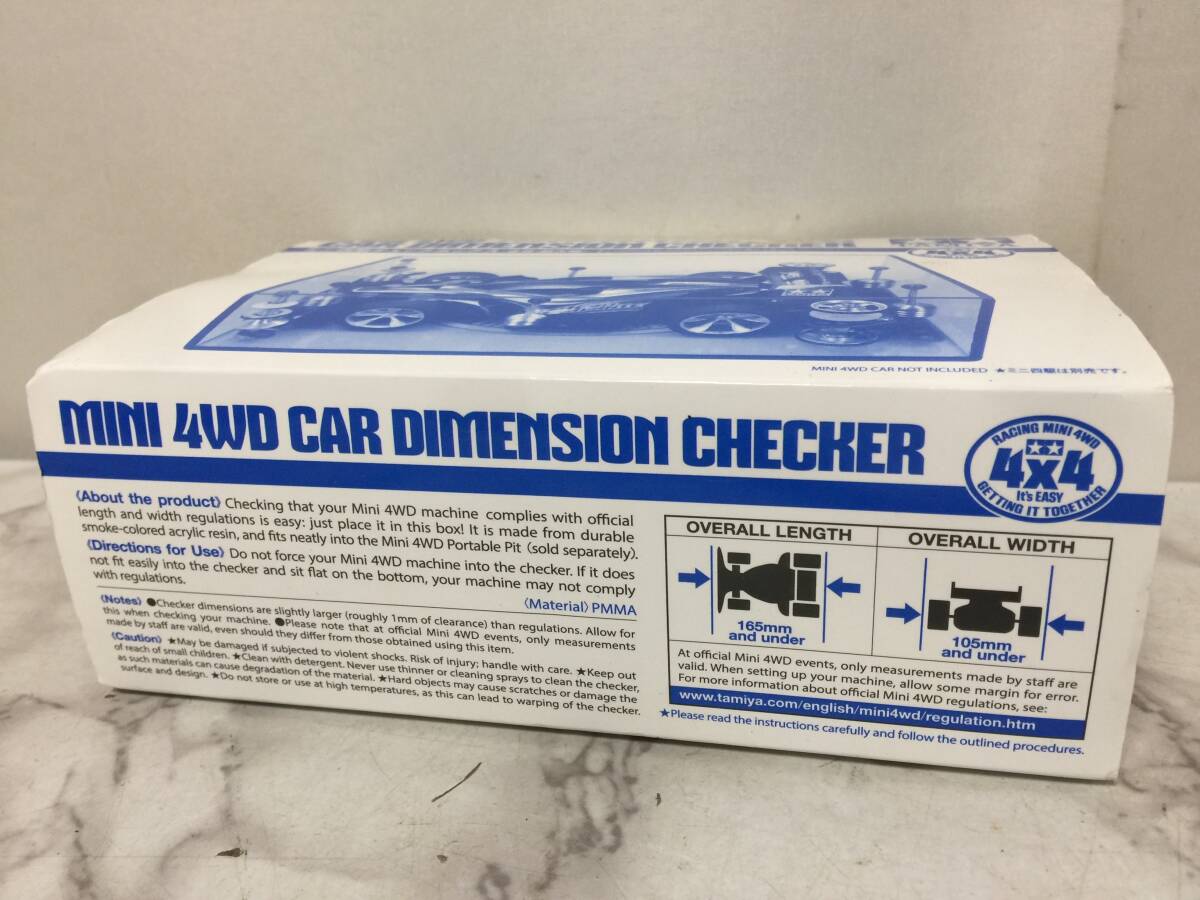 CAR DIMENSION CHECKER
4x4
MINI 4WD CAR NOT INCLUDED ★ミニ四駆は別売です。
MINI 4WD CAR DIMENSION CHECKER
RACING MINI 4WD
4x4
It's EASY
GETTING IT TOGETHER
《About the product》 Checking that your Mini 4WD machine complies with official
length and width regulations is easy: just place it in this box! It is made from durable
smoke-colored acrylic resin, and fits neatly into the Mini 4WD Portable Pit (sold separately).
《Directions for Use》 Do not force your Mini 4WD machine into the checker. If it does
not fit easily into the checker and sit flat on the bottom, your machine may not comply
with regulations.
《Material》 PMMA
《Notes》 ●Checker dimensions are slightly larger (roughly 1mm of clearance) than regulations. Allow for
this when checking your machine. ●Please note that at official Mini 4WD events, only measurements
made by staff are valid, even should they differ from those obtained using this item.
《Caution》 ★May be damaged if subjected to violent shocks. Risk of injury; handle with care. ★Keep out
of reach of small children. ★Clean with detergent. Never use thinner or cleaning sprays to clean the checker,
as such materials can cause degradation of the material. ★Hard objects may cause scratches or damage the
surface and design. ★Do not store or use at high temperatures, as this can lead to warping of the checker.
OVERALL LENGTH
165mm
and under
OVERALL WIDTH
105mm
and under
At official Mini 4WD events, only measurements made by staff are
valid. When setting up your machine, allow some margin for error.
For more information about official Mini 4WD regulations, see:
www.tamiya.com/english/mini4wd/regulation.htm
★Please read the instructions carefully and follow the outlined procedures.